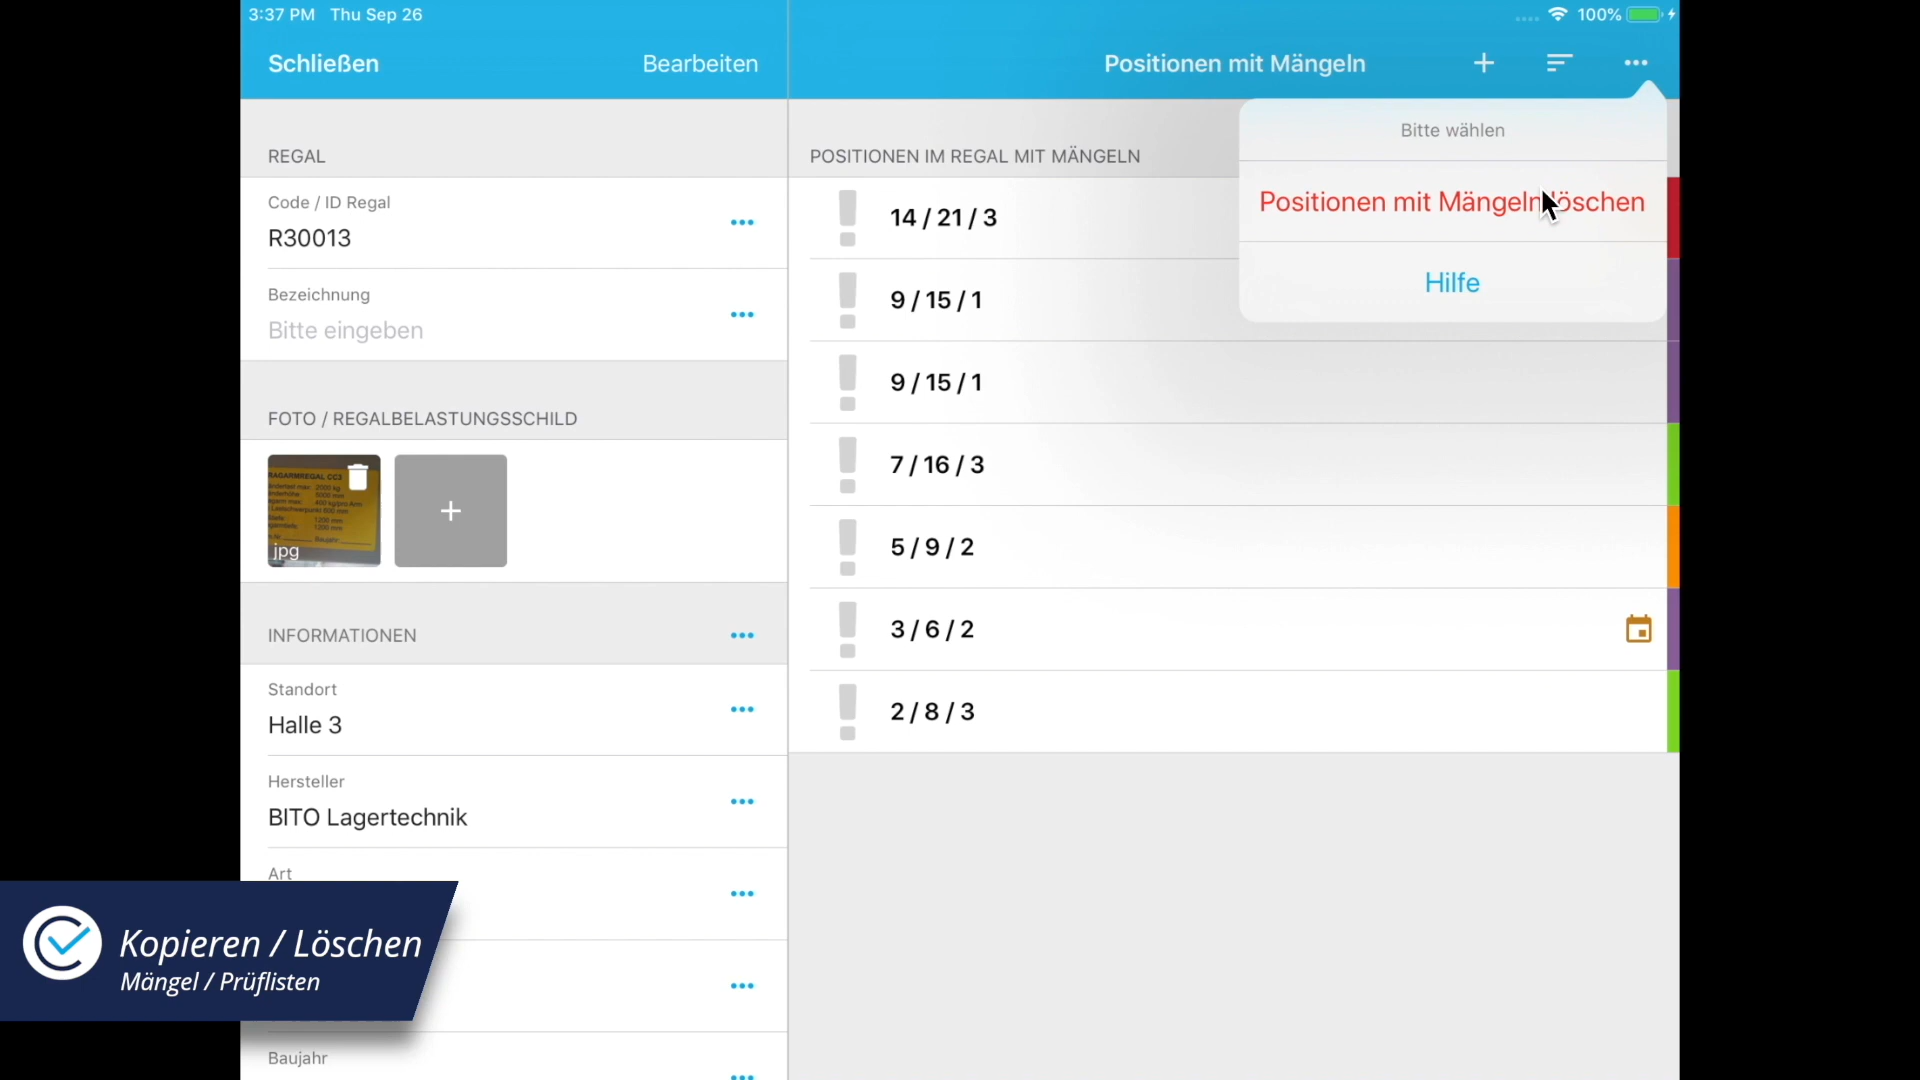 3:37 PM Thu Sep 26
100%
Schließen
Bearbeiten
Positionen mit Mängeln
Bitte wählen
Positionen mit Mängeln löschen
Hilfe
REGAL
Code / ID Regal
R30013
Bezeichnung
Bitte eingeben
FOTO / REGALBELASTUNGSSCHILD
jpg
INFORMATIONEN
Standort
Halle 3
Hersteller
BITO Lagertechnik
Art
Baujahr
POSITIONEN IM REGAL MIT MÄNGELN
14 / 21 / 3
9 / 15 / 1
9 / 15 / 1
7 / 16 / 3
5 / 9 / 2
3 / 6 / 2
2 / 8 / 3
Kopieren / Löschen
Mängel / Prüflisten